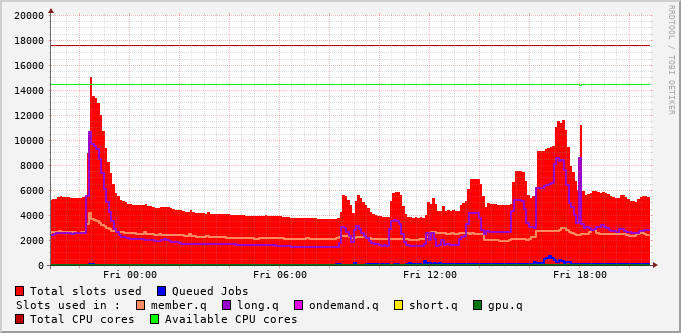 20000
18000
16000
14000
12000
10000
8000
6000
4000
2000
0
Fri 00:00 Fri 06:00 Fri 12:00 Fri 18:00
Total slots used Queued Jobs
Slots used in : member.q long.q ondemand.q short.q gpu.q
Total CPU cores Available CPU cores
RRDTOOL / TOBI OETIKER